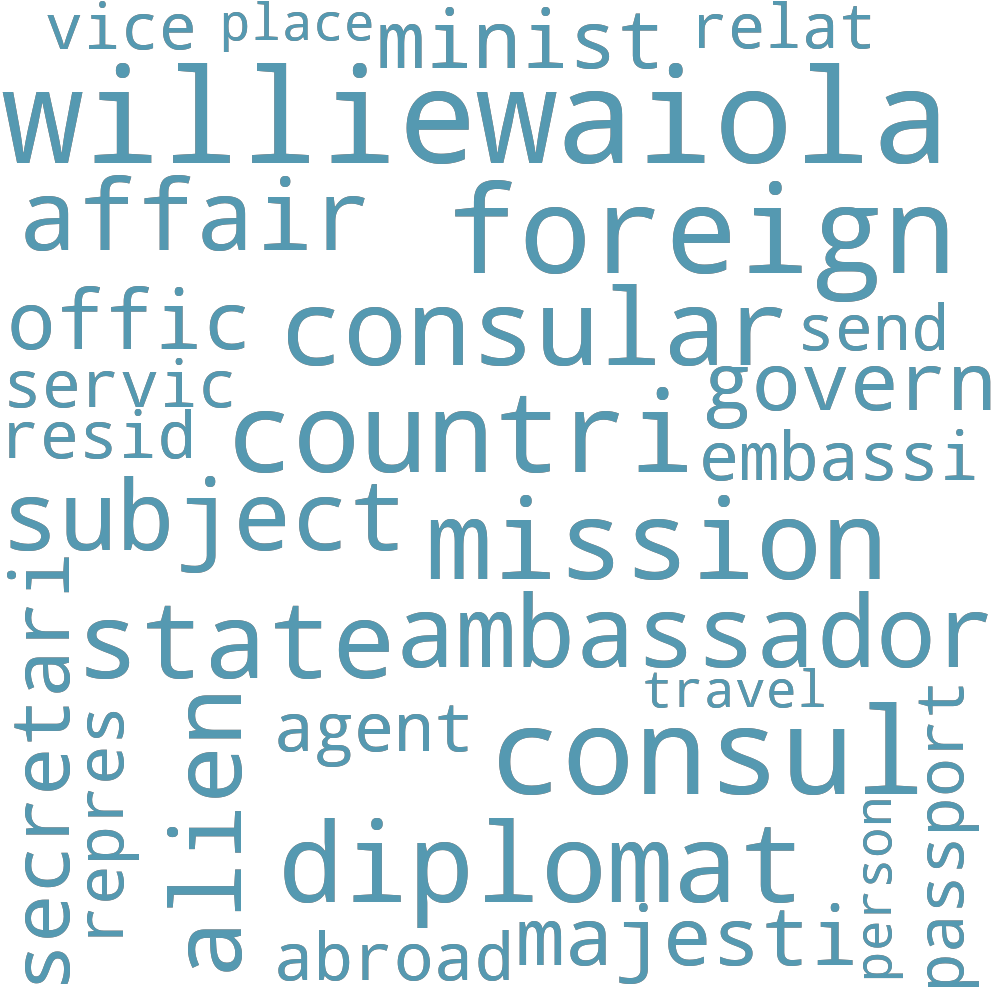 vice place minist relat
williewaiola
affair foreign
offic consular send
servic govern
resid countri embassi
subject mission
secretari state ambassador
travel
repres alien agent consul passport
diplomat person
abroad majesti